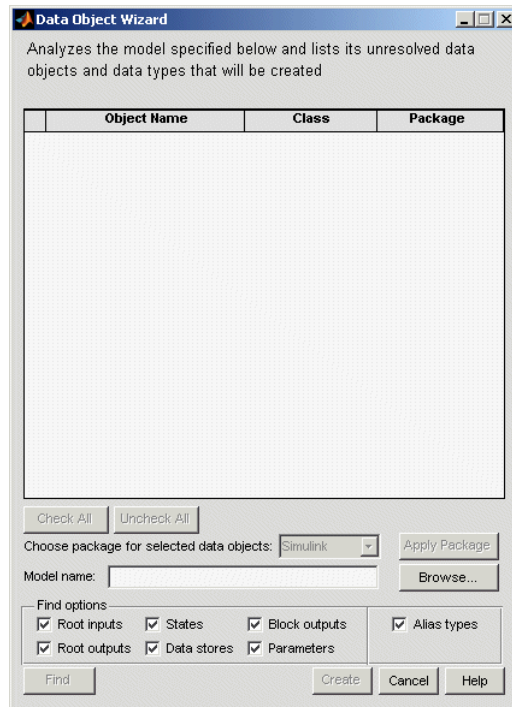 Data Object Wizard
Analyzes the model specified below and lists its unresolved data
objects and data types that will be created
Object Name Class Package
Check All Uncheck All
Choose package for selected data objects: Simulink Apply Package
Model name: Browse...
Find options
Root inputs States Block outputs Alias types
Root outputs Data stores Parameters
Find Create Cancel Help